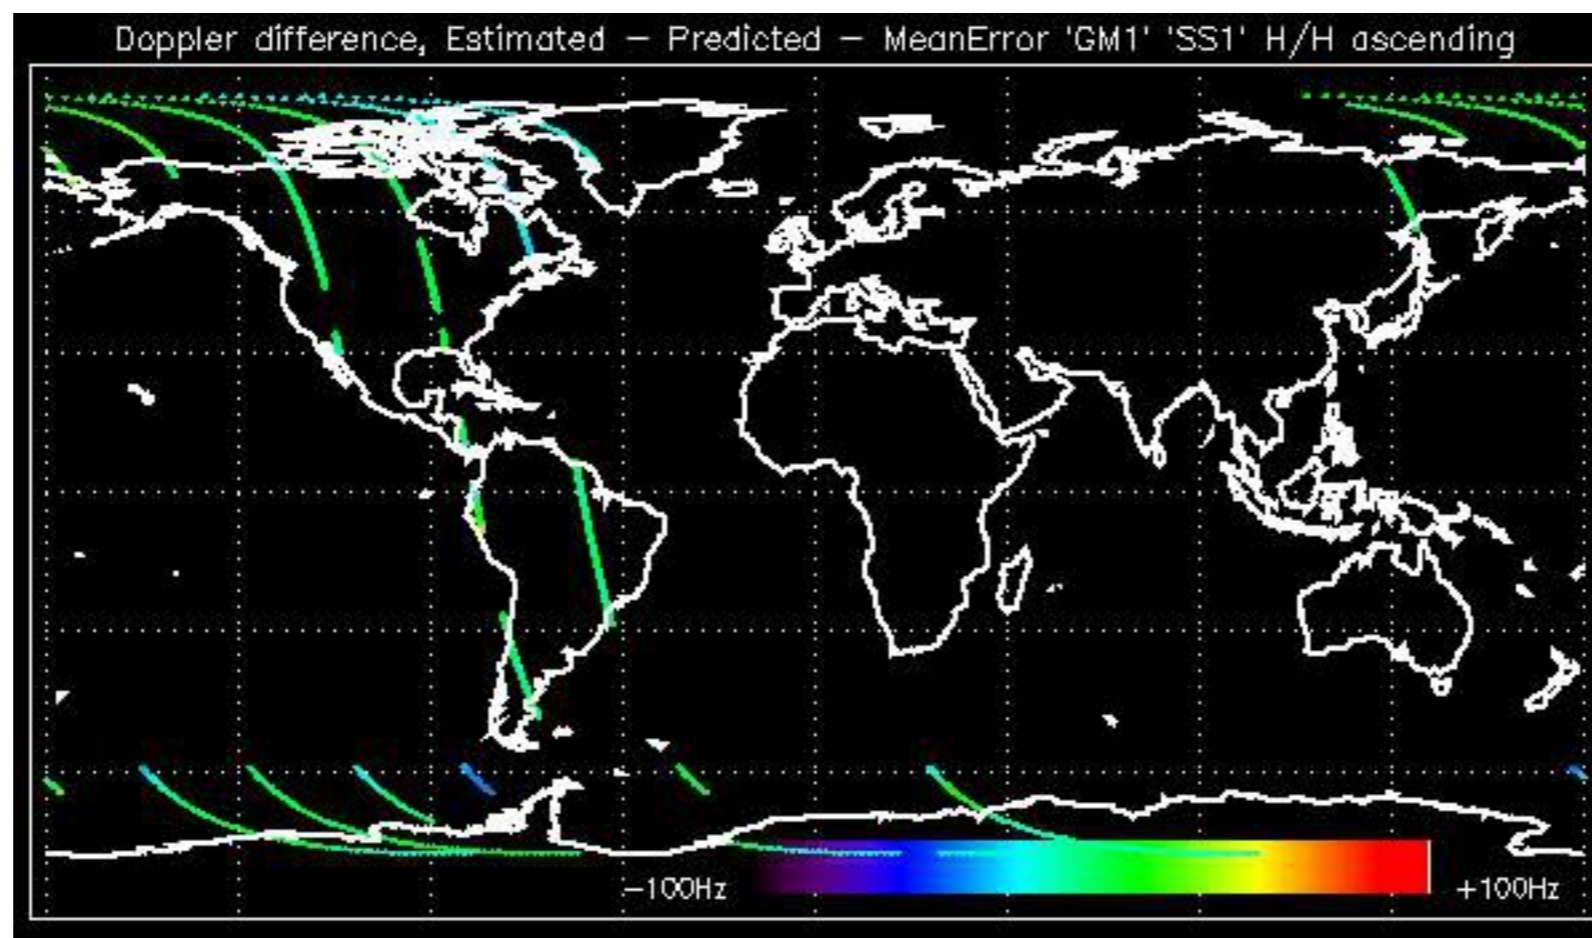 Doppler difference, Estimated – Predicted – MeanError 'GM1' 'SS1' H/H ascending
–100Hz +100Hz